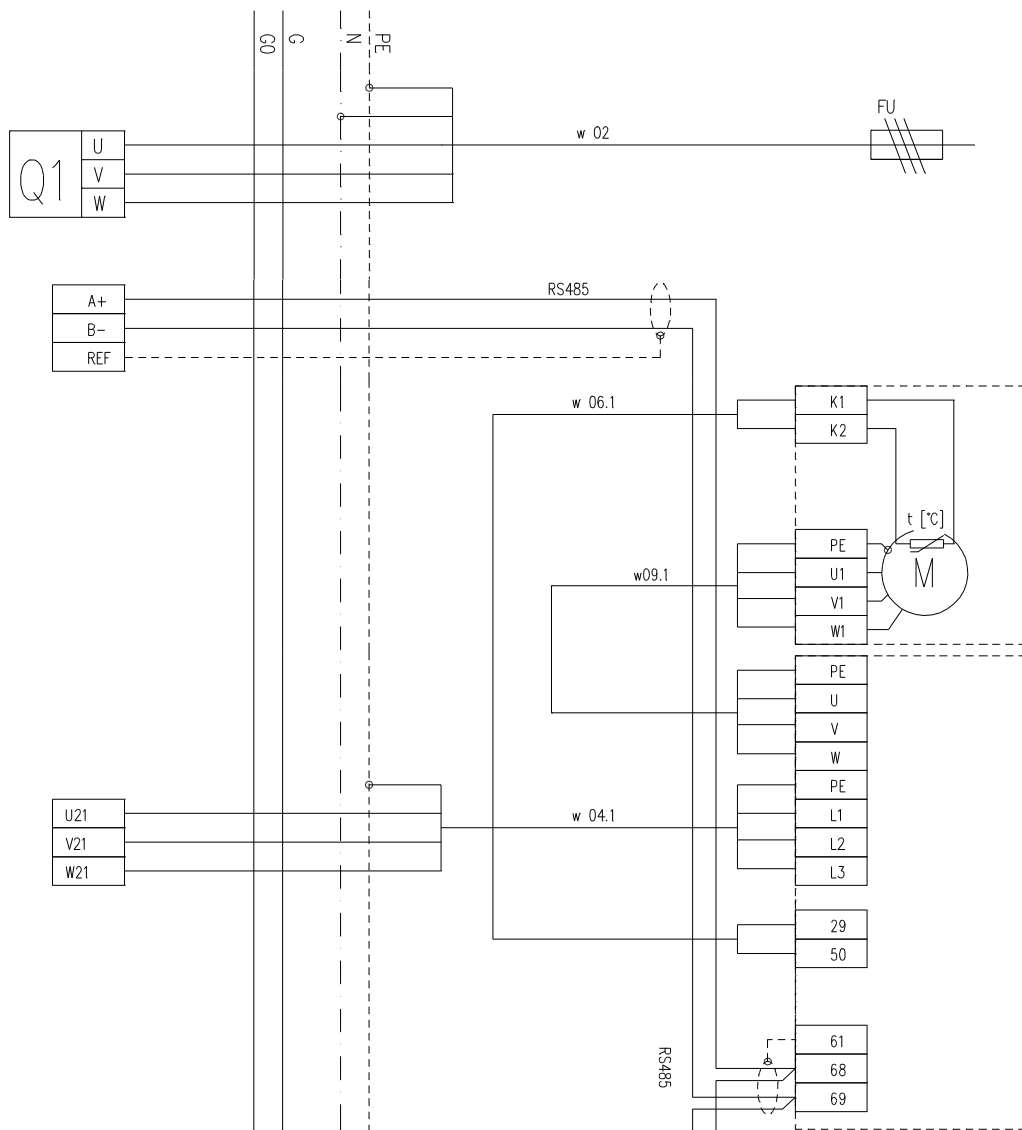 G0
G
N
PE
FU
w 02
Q1
U
V
W
A+
B-
REF
RS485
w 06.1
K1
K2
t [°C]
M
PE
U1
V1
W1
w09.1
PE
U
V
W
PE
L1
L2
L3
U21
V21
W21
w 04.1
29
50
61
68
69
RS485